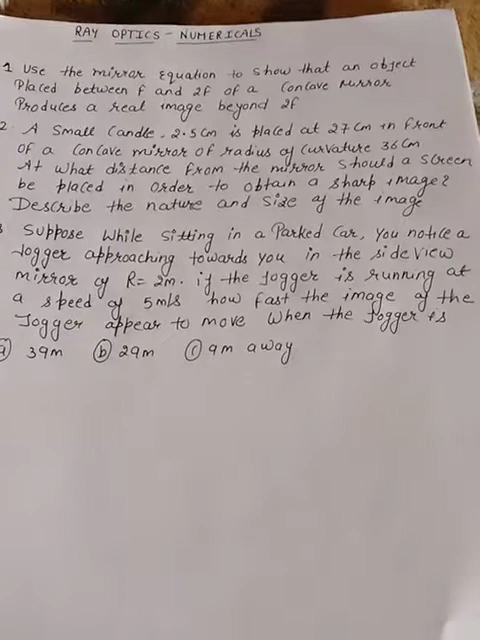 RAY OPTICS - NUMERICALS
1 Use the mirror Equation to show that an object
Placed between f and 2F of a Concave Mirror
Produces a real image beyond 2f
2. A Small Candle. 2.5 Cm is placed at 27 Cm in front
of a Concave mirror of radius of Curvature 36 Cm
At what distance from the mirror should a Screen
be placed in order to obtain a sharp image?
Describe the nature and size of the image
3 Suppose While Sitting in a Parked Car, you notice a
Jogger approaching towards you in the side View
mirror of R= 2m. if the Jogger is running at
a speed of 5m/s how fast the image of the
Jogger appear to move When the Jogger is
a) 39m (b) 29m (c) 9m away